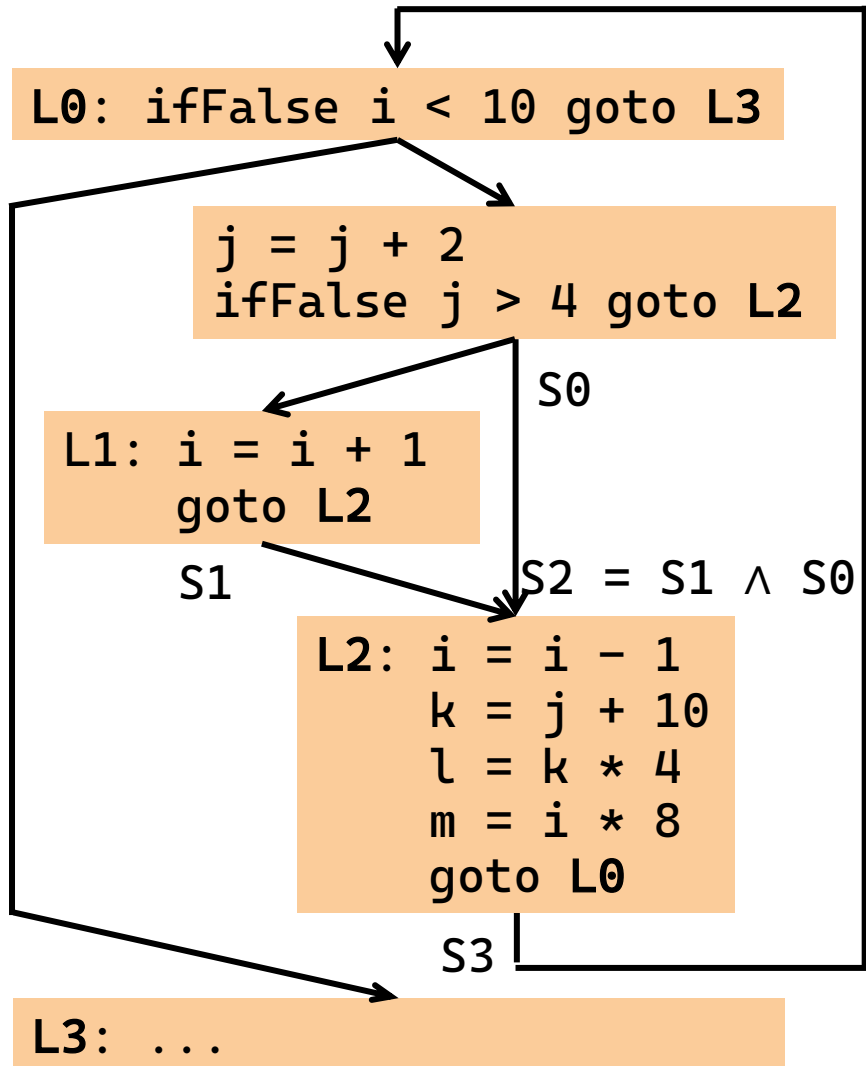 L0: ifFalse i < 10 goto L3
j = j + 2
ifFalse j > 4 goto L2
S0
L1: i = i + 1
goto L2
S1
S2 = S1 ∧ S0
L2: i = i − 1
k = j + 10
l = k * 4
m = i * 8
goto L0
S3
L3: ...